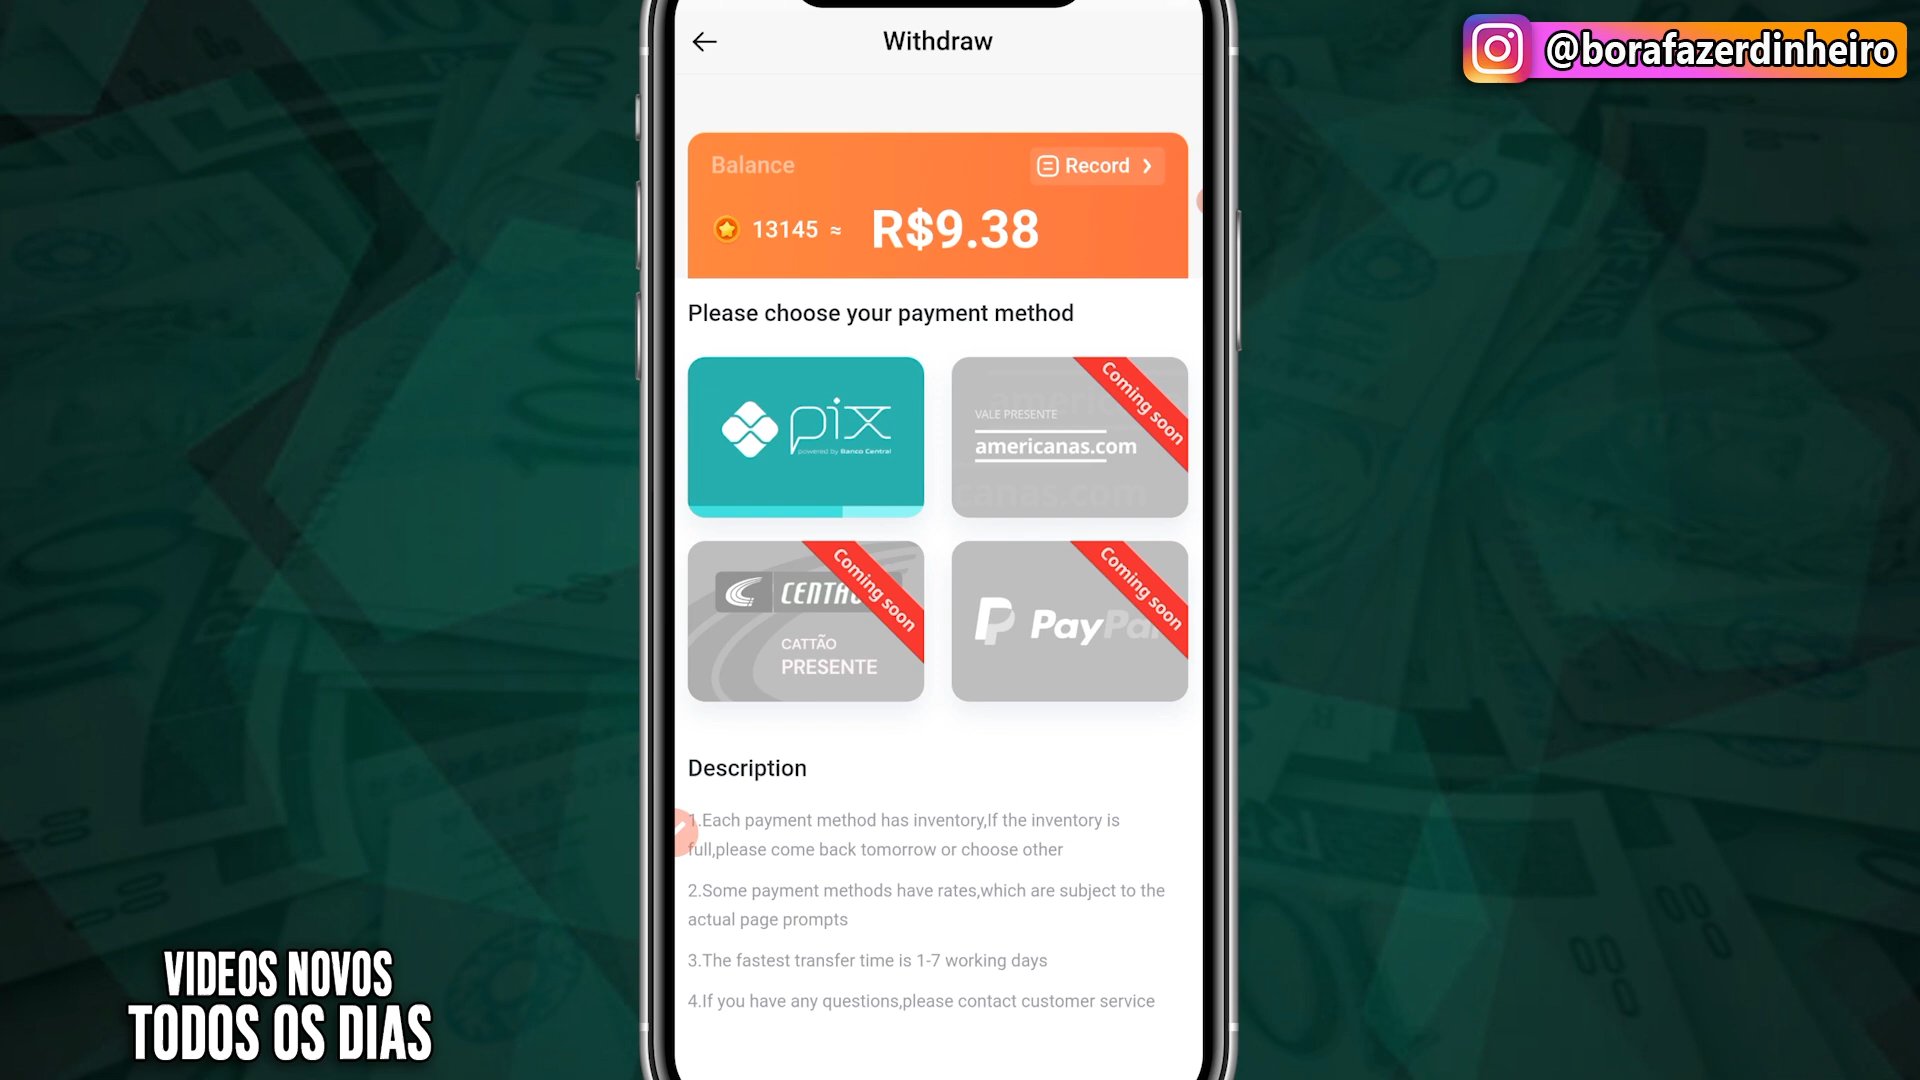 Withdraw
@borafazerdinheiro
Balance
Record
13145 ≈ R$9.38
Please choose your payment method
pix
powered by Banco Central
Coming soon
VALE PRESENTE
americanas.com
Coming soon
CENTA
CATTÃO
PRESENTE
Coming soon
PayPal
Description
1.Each payment method has inventory,If the inventory is
full,please come back tomorrow or choose other
2.Some payment methods have rates,which are subject to the
actual page prompts
3.The fastest transfer time is 1-7 working days
4.If you have any questions,please contact customer service
VIDEOS NOVOS
TODOS OS DIAS